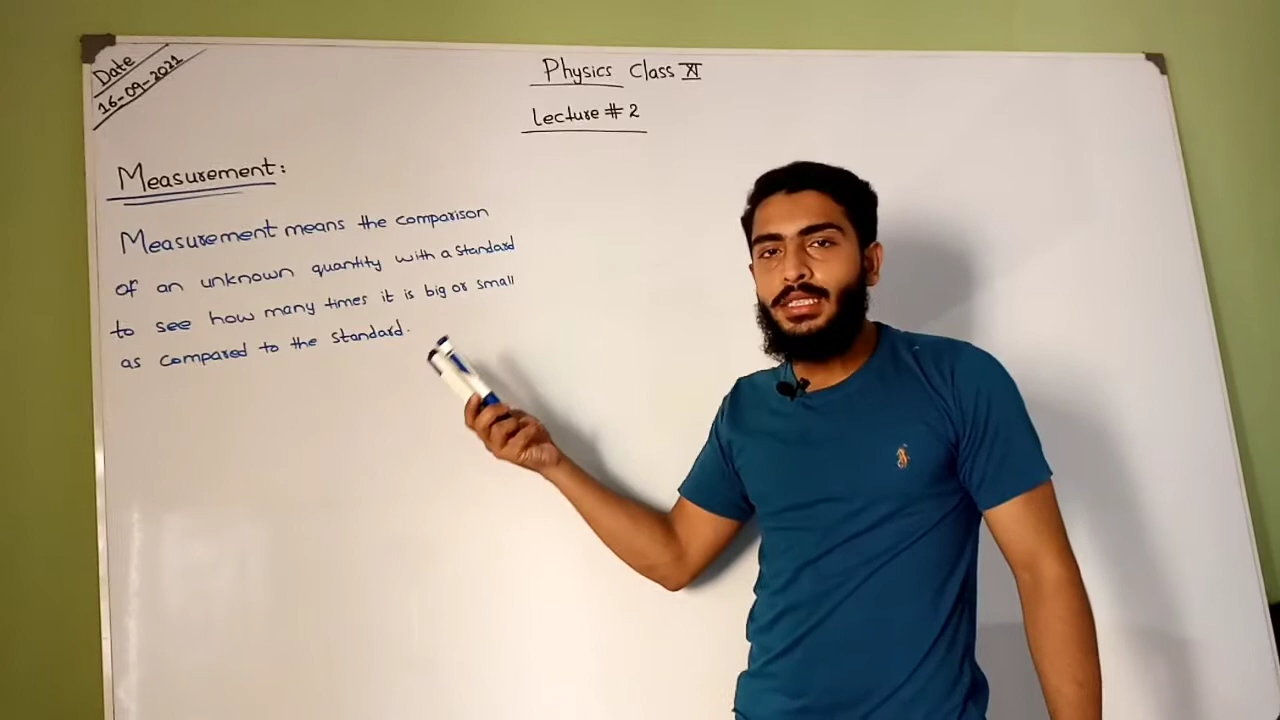 Date
16-09-2021
Physics Class XI
Lecture # 2
Measurement:
Measurement means the comparison
of an unknown quantity with a standard
to see how many times it is big or small
as compared to the standard.